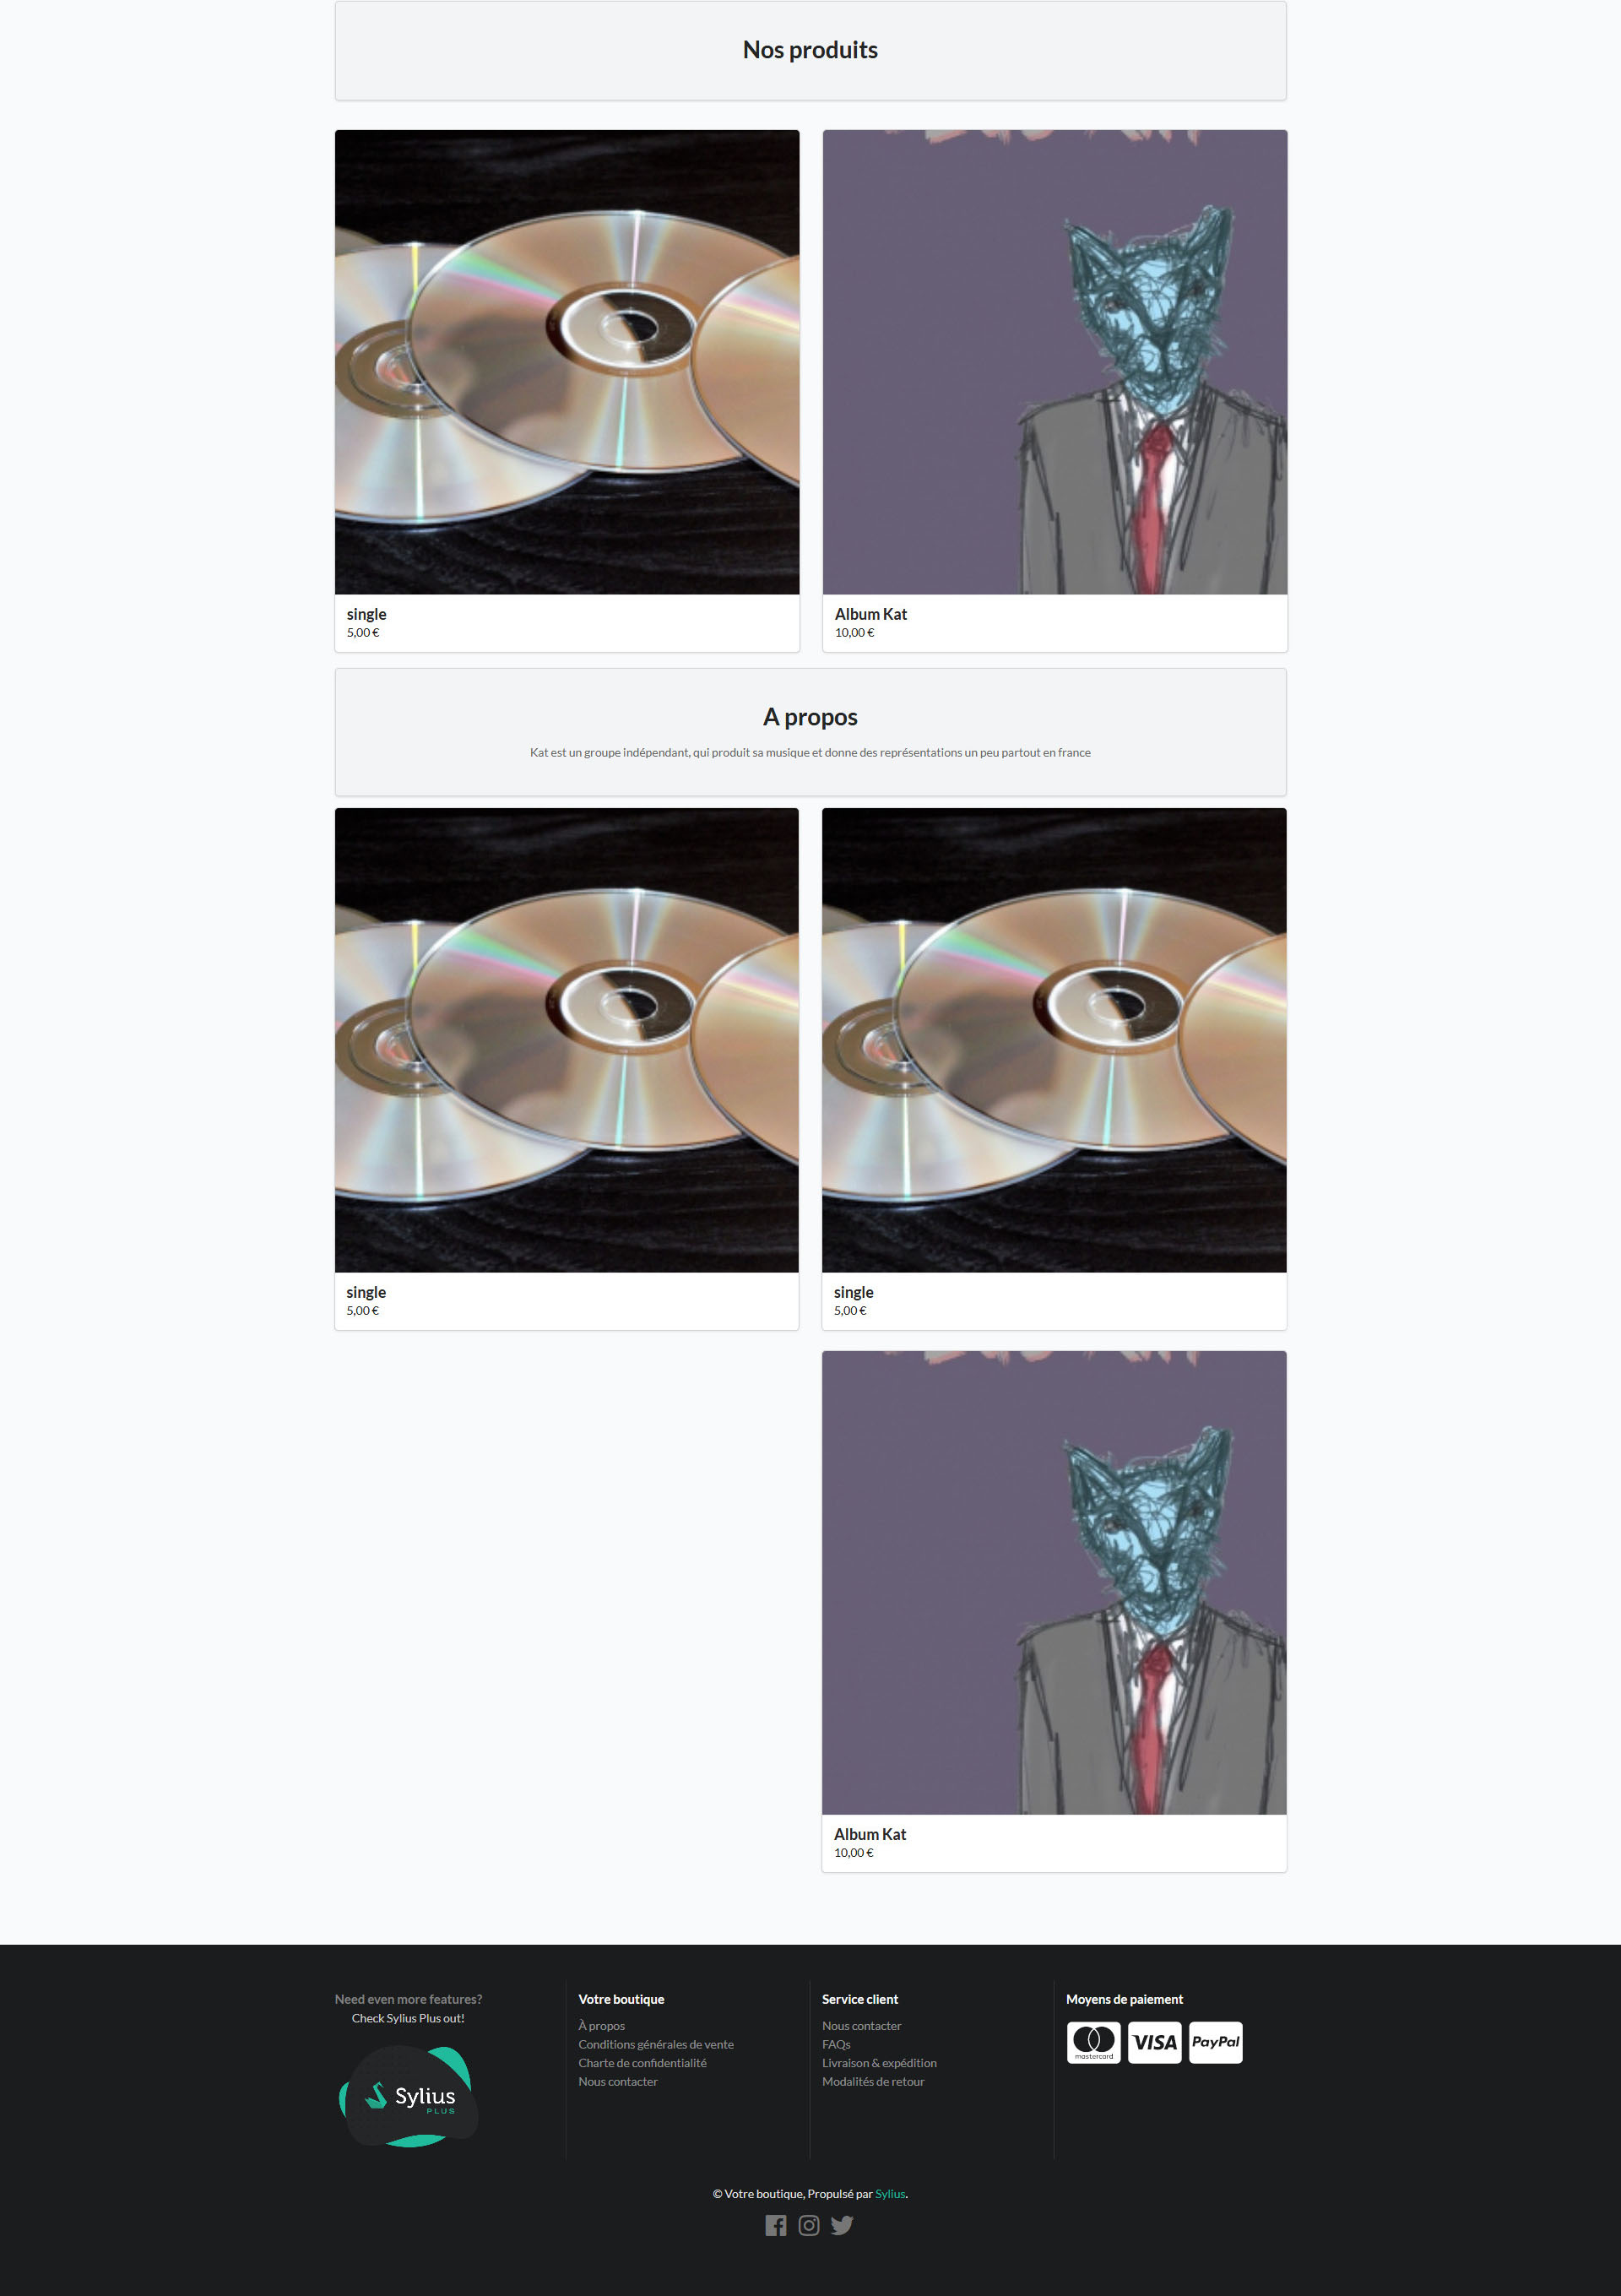 Nos produits
single
5,00 €
Album Kat
10,00 €
A propos
Kat est un groupe indépendant, qui produit sa musique et donne des représentations un peu partout en france
single
5,00 €
single
5,00 €
Album Kat
10,00 €
Need even more features?
Check Sylius Plus out!
Sylius
PLUS
Votre boutique
À propos
Conditions générales de vente
Charte de confidentialité
Nous contacter
Service client
Nous contacter
FAQs
Livraison & expédition
Modalités de retour
Moyens de paiement
mastercard
VISA
PayPal
© Votre boutique, Propulsé par Sylius.